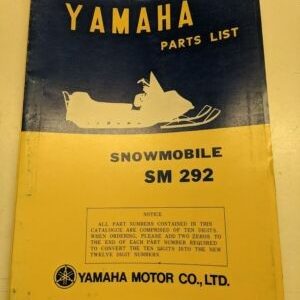 YAMAHA
PARTS LIST
SNOWMOBILE
SM 292
NOTICE
ALL PART NUMBERS CONTAINED IN THIS
CATALOGUE ARE COMPRISED OF TEN DIGITS.
WHEN ORDERING, PLEASE ADD TWO ZEROS TO
THE END OF EACH PART NUMBER REQUIRED
TO CONVERT THE TEN DIGITS INTO THE NEW
TWELVE DIGIT NUMBERS.
YAMAHA MOTOR CO., LTD.